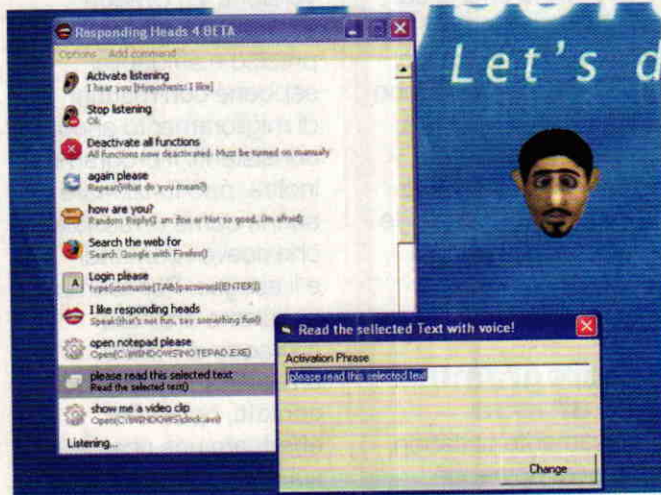 Responding Heads 4 BETA
Options Add command
Activate listening
I hear you [Hypothesis: I like]
Stop listening
Ok
Deactivate all functions
All functions now deactivated. Must be turned on manualy
again please
Repeat(What do you mean?)
how are you?
Random Reply(I am fine or Not so good, i'm afraid)
Search the web for
Search Google with Firefox()
Login please
type(username{TAB}password{ENTER})
I like responding heads
Speak(that's not fun, say something fun!)
open notepad please
Open(C:\WINDOWS\NOTEPAD.EXE)
please read this selected text
Read the selected text()
show me a video clip
Open(C:\WINDOWS\clock.avi)
Listening...
Let's d
Read the sellected Text with voice!
Activation Phrase
please read this selected text
Change